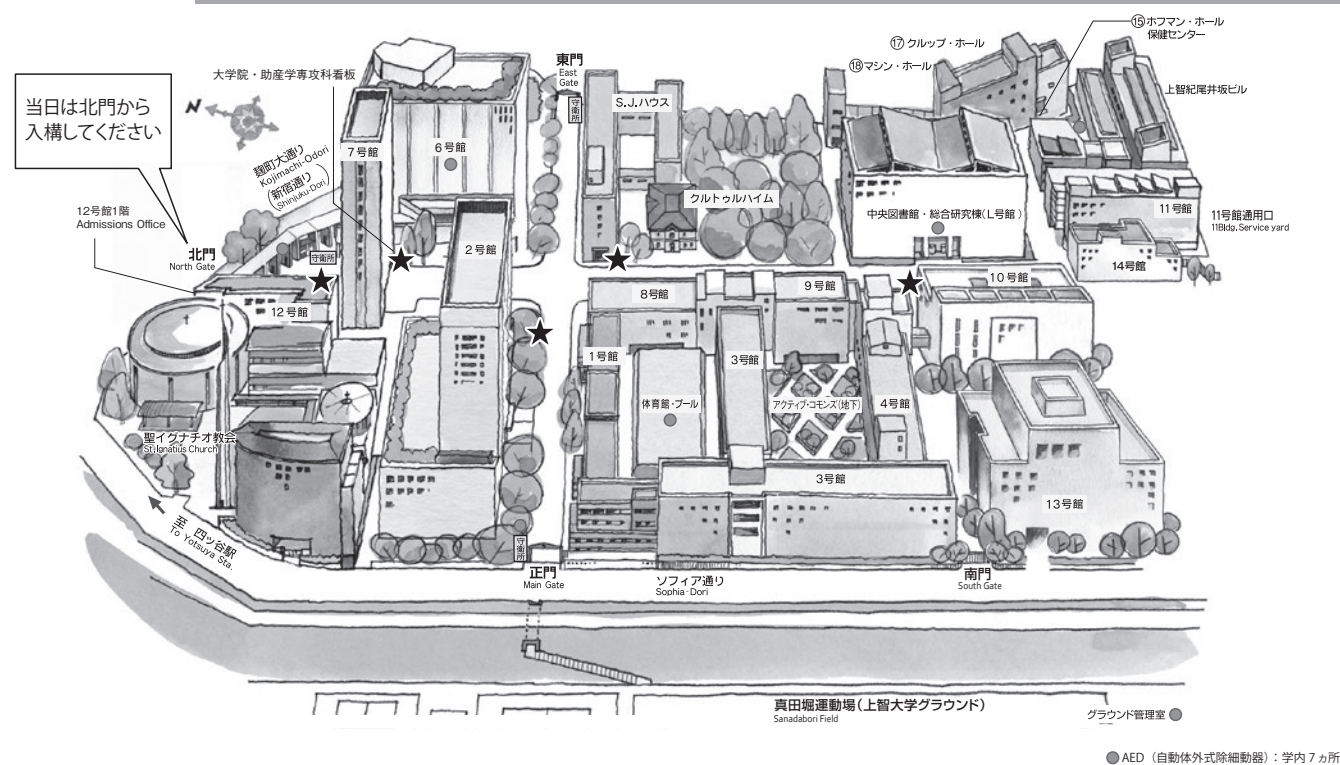 当日は北門から
入構してください
大学院・助産学専攻科看板
N
麹町大通り
Kojimachi-Odori
(新宿通り)
Shinjuku-Dori
12号館1階
Admissions Office
北門
North Gate
守衛所
12号館
7号館
6号館
2号館
東門
East
Gate
守衛所
S.J.ハウス
クルトゥルハイム
⑰クルップ・ホール
⑱マシン・ホール
⑮ホフマン・ホール
保健センター
上智紀尾井坂ビル
中央図書館・総合研究棟(L号館)
11号館
11号館通用口
11Bldg. Service yard
14号館
8号館
9号館
10号館
1号館
3号館
体育館・プール
アクティブ・コモンズ(地下)
4号館
3号館
13号館
聖イグナチオ教会
St. Ignatius Church
至 四ッ谷駅
To Yotsuya Sta.
守衛所
正門
Main Gate
ソフィア通り
Sophia-Dori
南門
South Gate
真田堀運動場(上智大学グラウンド)
Sanadabori Field
グラウンド管理室
AED(自動体外式除細動器):学内7ヵ所